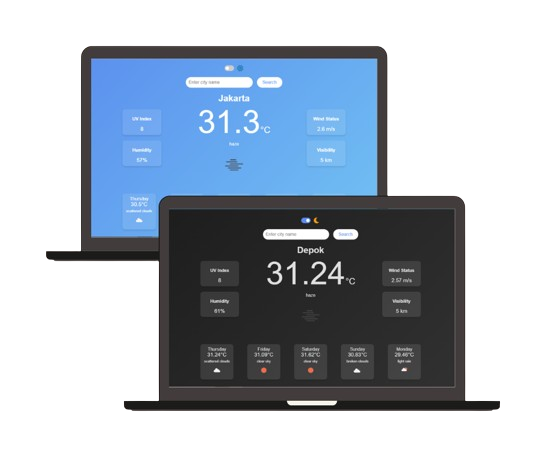 Enter city name
Search
Jakarta
31.3°C
haze
UV Index
8
Humidity
57%
Wind Status
2.6 m/s
Visibility
5 km
Thursday
30.5°C
scattered clouds
Enter city name
Search
Depok
31.24°C
haze
UV Index
8
Humidity
61%
Wind Status
2.57 m/s
Visibility
5 km
Thursday
31.24°C
scattered clouds
Friday
31.09°C
clear sky
Saturday
31.62°C
clear sky
Sunday
30.83°C
broken clouds
Monday
28.46°C
light rain